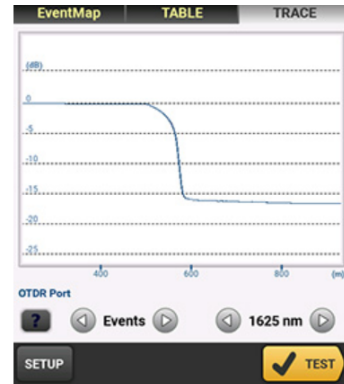 EventMap TABLE TRACE
(dB)
0
-5
-10
-15
-20
-25
400 600 800 (m)
OTDR Port
? Events 1625 nm
SETUP TEST